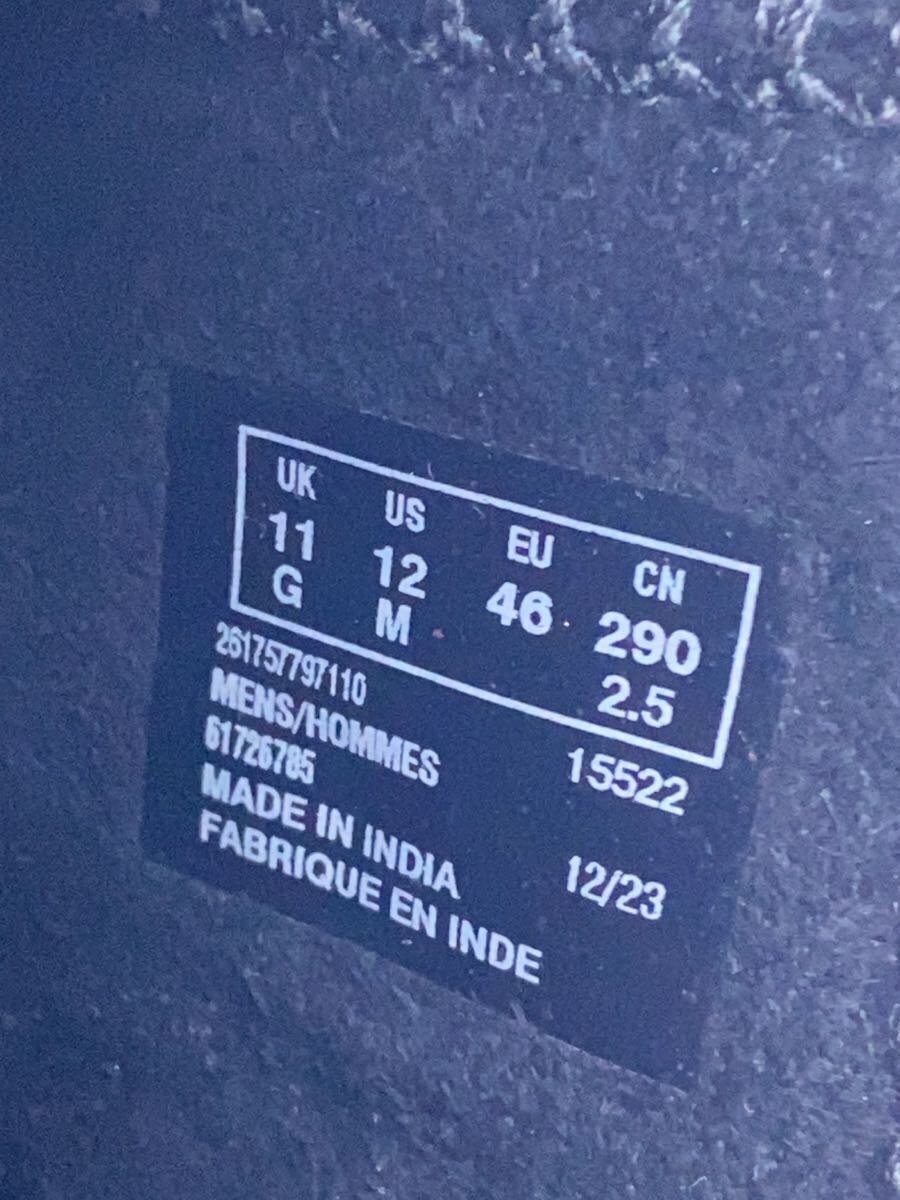 UK US EU CN
11 12 46 290
G M 2.5
261757797110
MENS/HOMMES 15522
61726785
MADE IN INDIA 12/23
FABRIQUE EN INDE